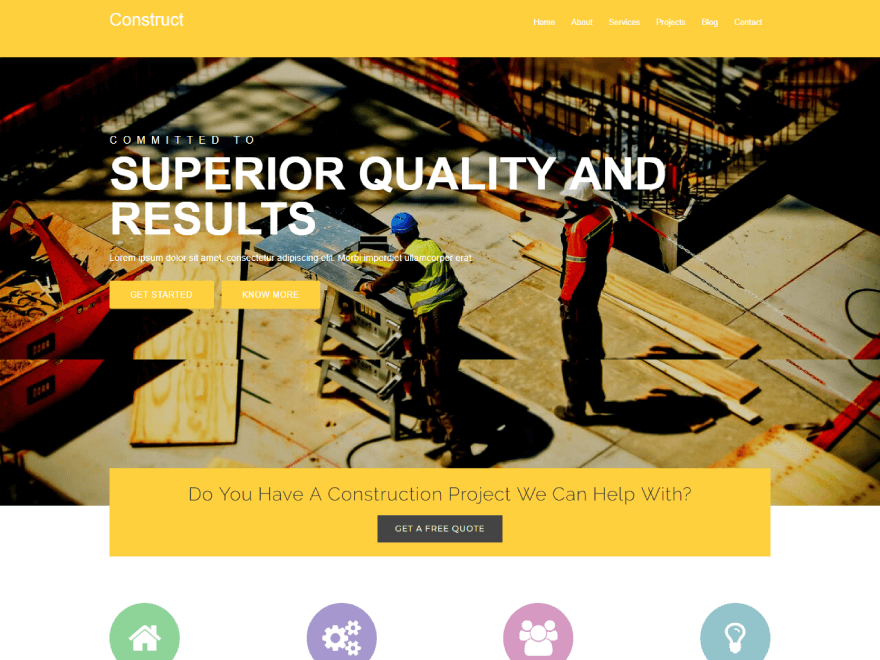 Construct
Home About Services Projects Blog Contact
COMMITTED TO
SUPERIOR QUALITY AND
RESULTS
Lorem ipsum dolor sit amet, consectetur adipiscing elit. Morbi imperdiet ullamcorper erat
GET STARTED KNOW MORE
Do You Have A Construction Project We Can Help With?
GET A FREE QUOTE